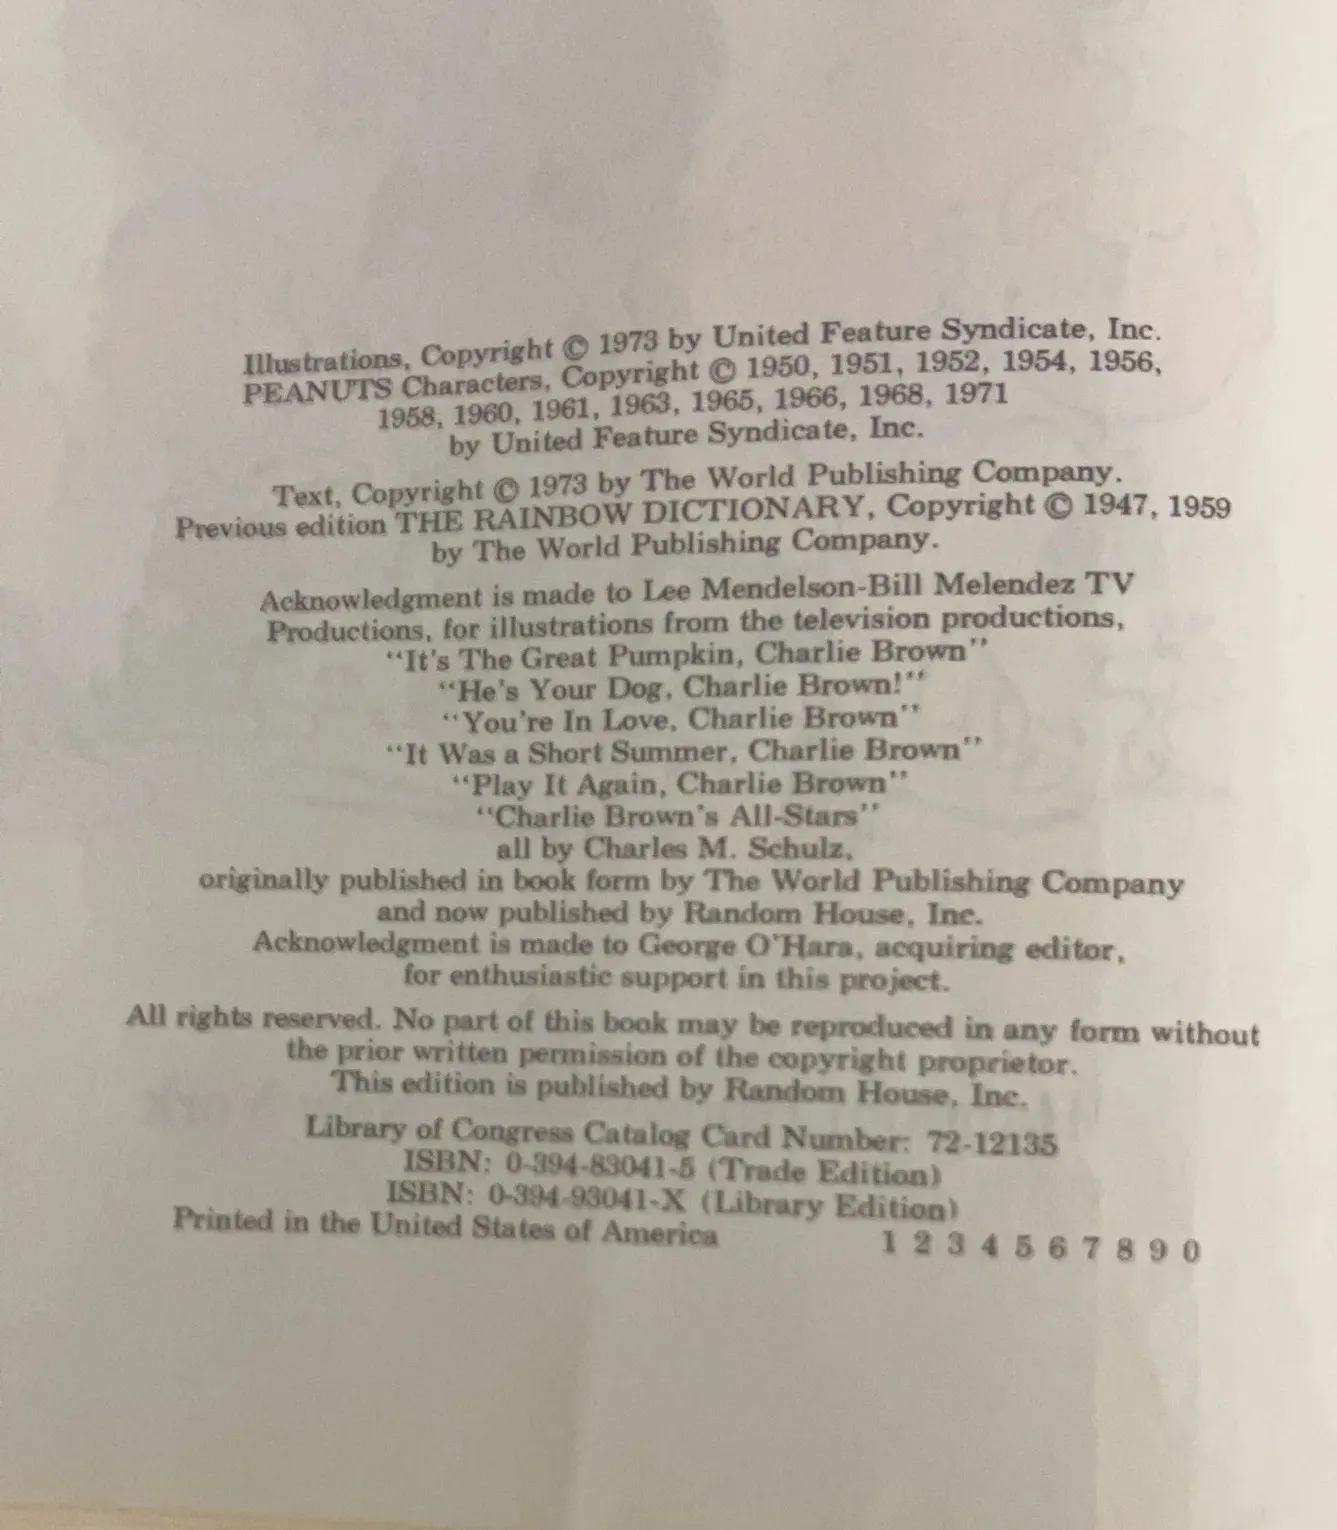 Illustrations, Copyright © 1973 by United Feature Syndicate, Inc.
PEANUTS Characters, Copyright © 1950, 1951, 1952, 1954, 1956,
1958, 1960, 1961, 1963, 1965, 1966, 1968, 1971
by United Feature Syndicate, Inc.
Text, Copyright © 1973 by The World Publishing Company.
Previous edition THE RAINBOW DICTIONARY, Copyright © 1947, 1959
by The World Publishing Company.
Acknowledgment is made to Lee Mendelson-Bill Melendez TV
Productions, for illustrations from the television productions,
"It's The Great Pumpkin, Charlie Brown"
"He's Your Dog, Charlie Brown!"
"You're In Love, Charlie Brown"
"It Was a Short Summer, Charlie Brown"
"Play It Again, Charlie Brown"
"Charlie Brown's All-Stars"
all by Charles M. Schulz,
originally published in book form by The World Publishing Company
and now published by Random House, Inc.
Acknowledgment is made to George O'Hara, acquiring editor,
for enthusiastic support in this project.
All rights reserved. No part of this book may be reproduced in any form without
the prior written permission of the copyright proprietor.
This edition is published by Random House, Inc.
Library of Congress Catalog Card Number: 72-12135
ISBN: 0-394-83041-5 (Trade Edition)
ISBN: 0-394-93041-X (Library Edition)
Printed in the United States of America 1 2 3 4 5 6 7 8 9 0